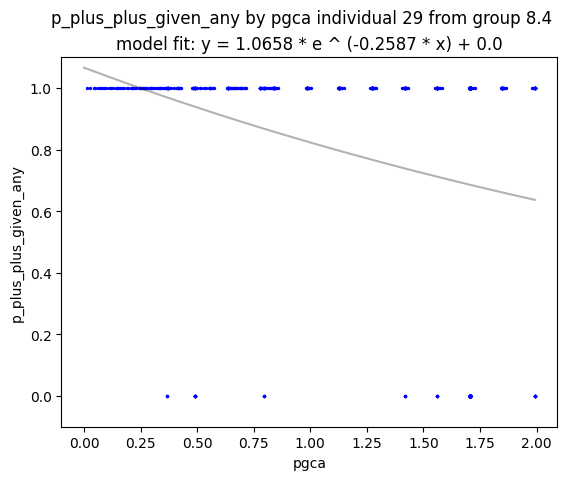 p_plus_plus_given_any by pgca individual 29 from group 8.4
model fit: y = 1.0658 * e ^ (-0.2587 * x) + 0.0
1.0
0.8
0.6
0.4
0.2
0.0
p_plus_plus_given_any
0.00 0.25 0.50 0.75 1.00 1.25 1.50 1.75 2.00
pgca